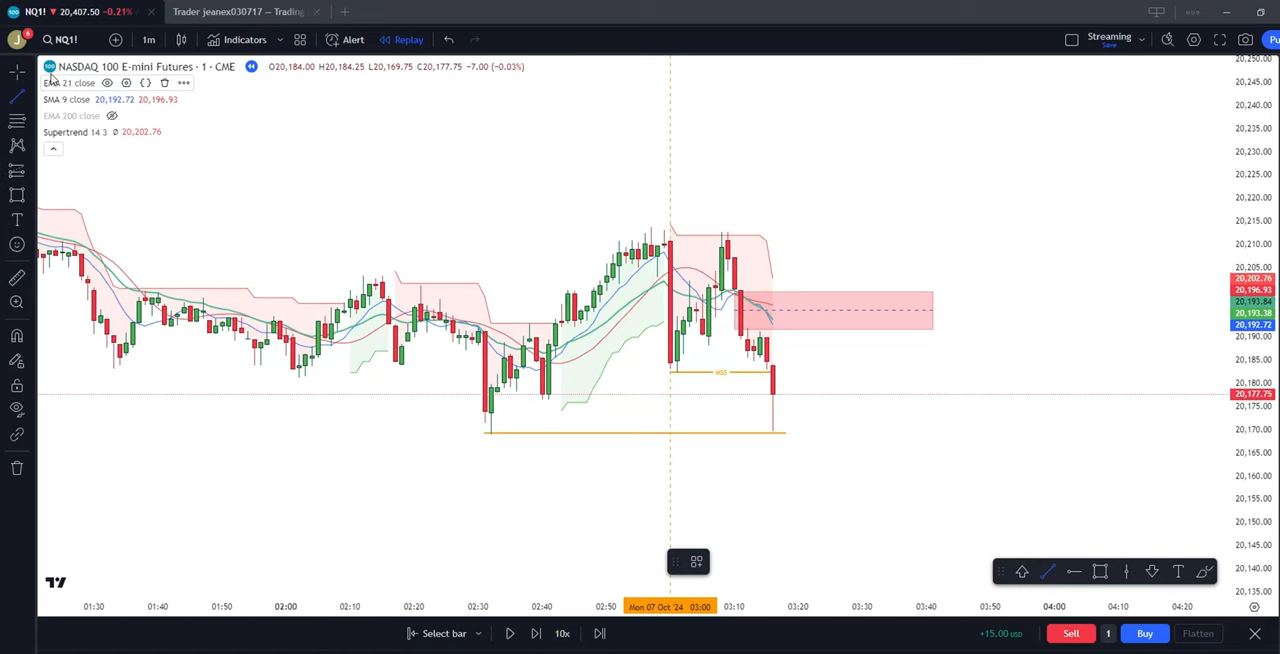 NQ1! ▼ 20,407.50 −0.21%
Trader jeanex030717 — Trading
J 6 NQ1! 1m Indicators Alert Replay Streaming Save Pu
100 NASDAQ 100 E-mini Futures · 1 · CME O20,184.00 H20,184.25 L20,169.75 C20,177.75 −7.00 (−0.03%)
EMA 21 close
SMA 9 close 20,192.72 20,196.93
EMA 200 close
Supertrend 14 3 ∅ 20,202.76
MSS
20,250.00
20,245.00
20,240.00
20,235.00
20,230.00
20,225.00
20,220.00
20,215.00
20,210.00
20,205.00
20,202.76
20,196.93
20,193.84
20,193.38
20,192.72
20,190.00
20,185.00
20,180.00
20,177.75
20,175.00
20,170.00
20,165.00
20,160.00
20,155.00
20,150.00
20,145.00
20,140.00
20,135.00
01:30 01:40 01:50 02:00 02:10 02:20 02:30 02:40 02:50 Mon 07 Oct '24 03:00 03:10 03:20 03:30 03:40 03:50 04:00 04:10 04:20
Select bar 10x +15.00 USD Sell 1 Buy Flatten